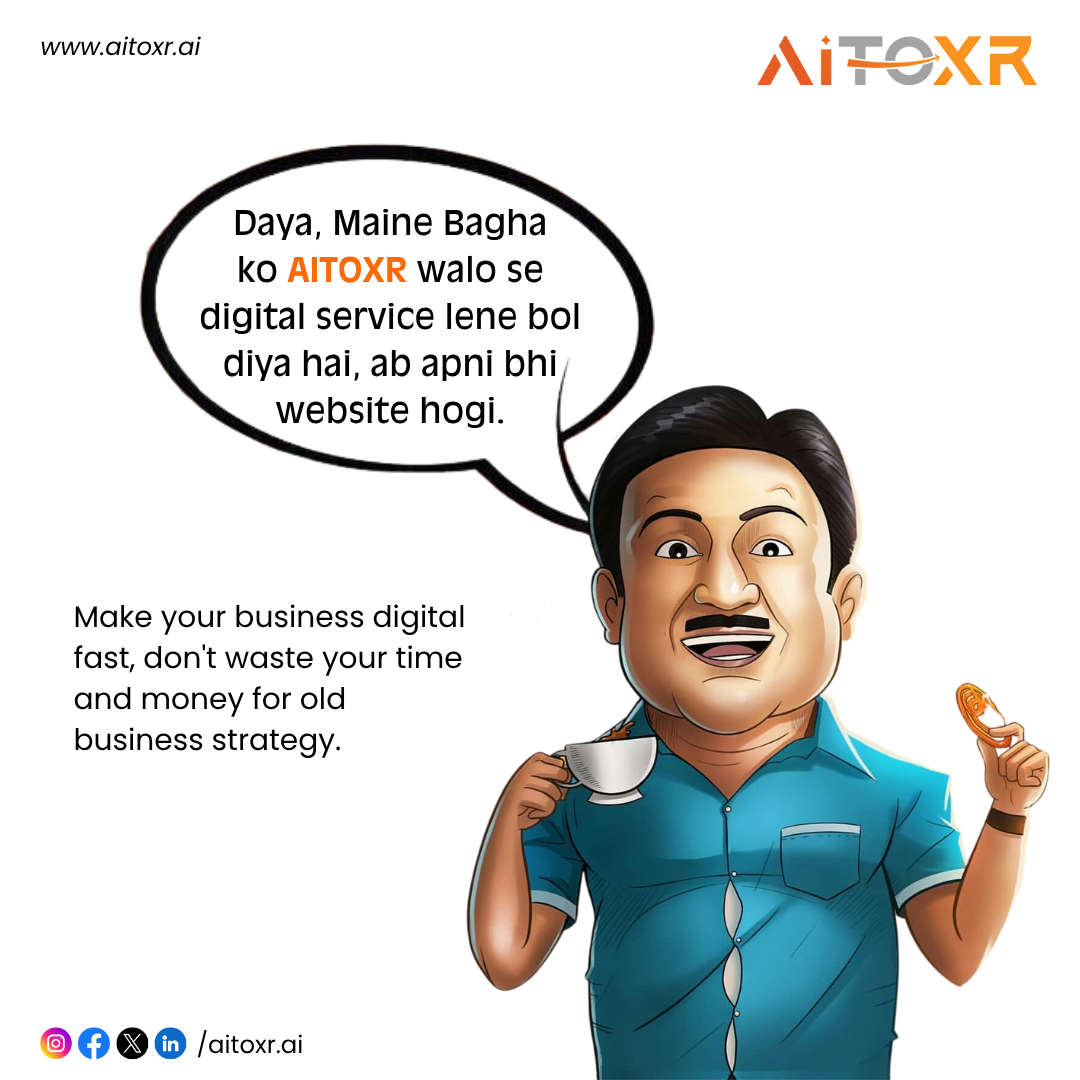 www.aitoxr.ai
AiTOXR
Daya, Maine Bagha
ko AITOXR walo se
digital service lene bol
diya hai, ab apni bhi
website hogi.
Make your business digital
fast, don't waste your time
and money for old
business strategy.
/aitoxr.ai